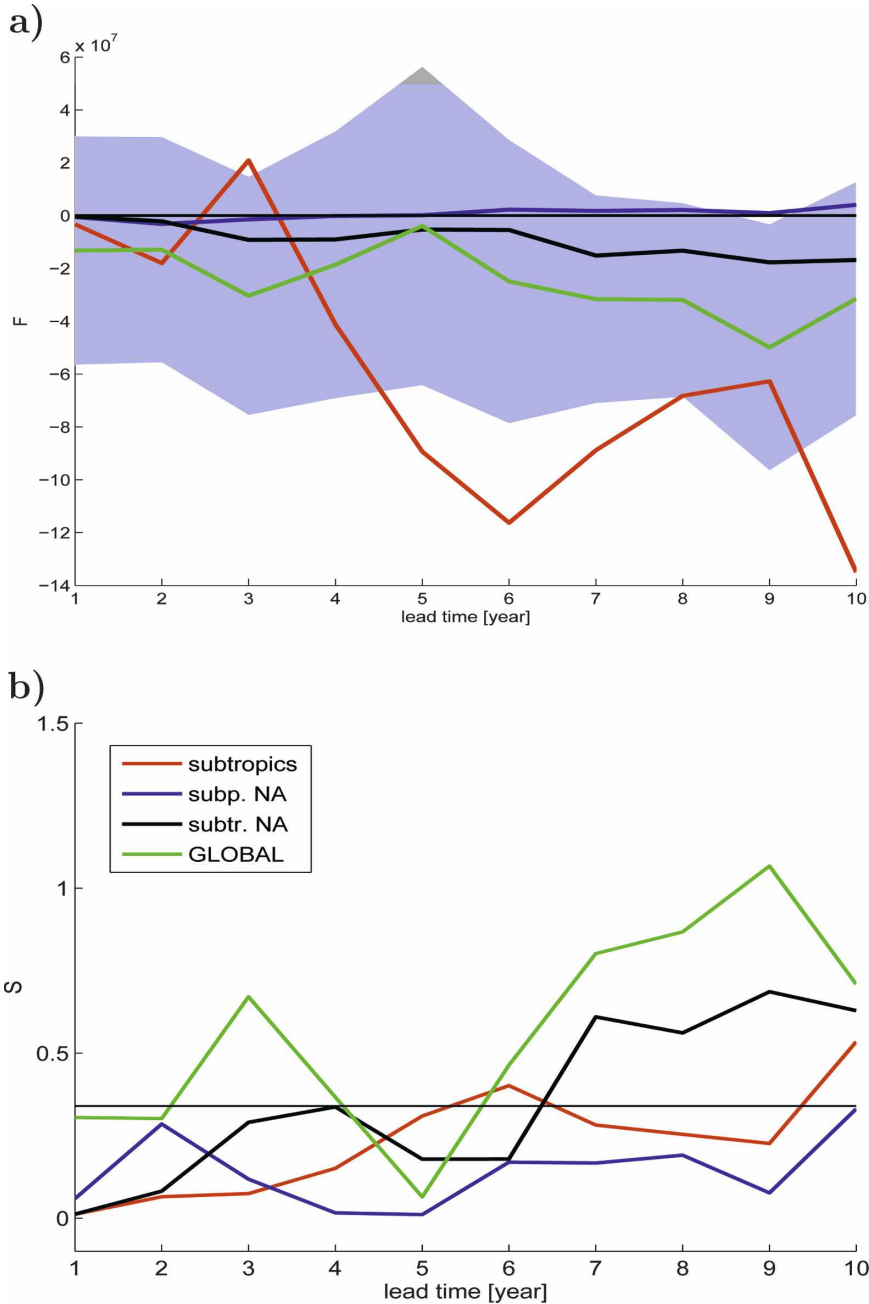 a)
x 10^7
6
4
2
0
−2
−4
−6
−8
−10
−12
−14
F
1 2 3 4 5 6 7 8 9 10
lead time [year]
b)
1.5
1
0.5
0
S
subtropics
subp. NA
subtr. NA
GLOBAL
1 2 3 4 5 6 7 8 9 10
lead time [year]